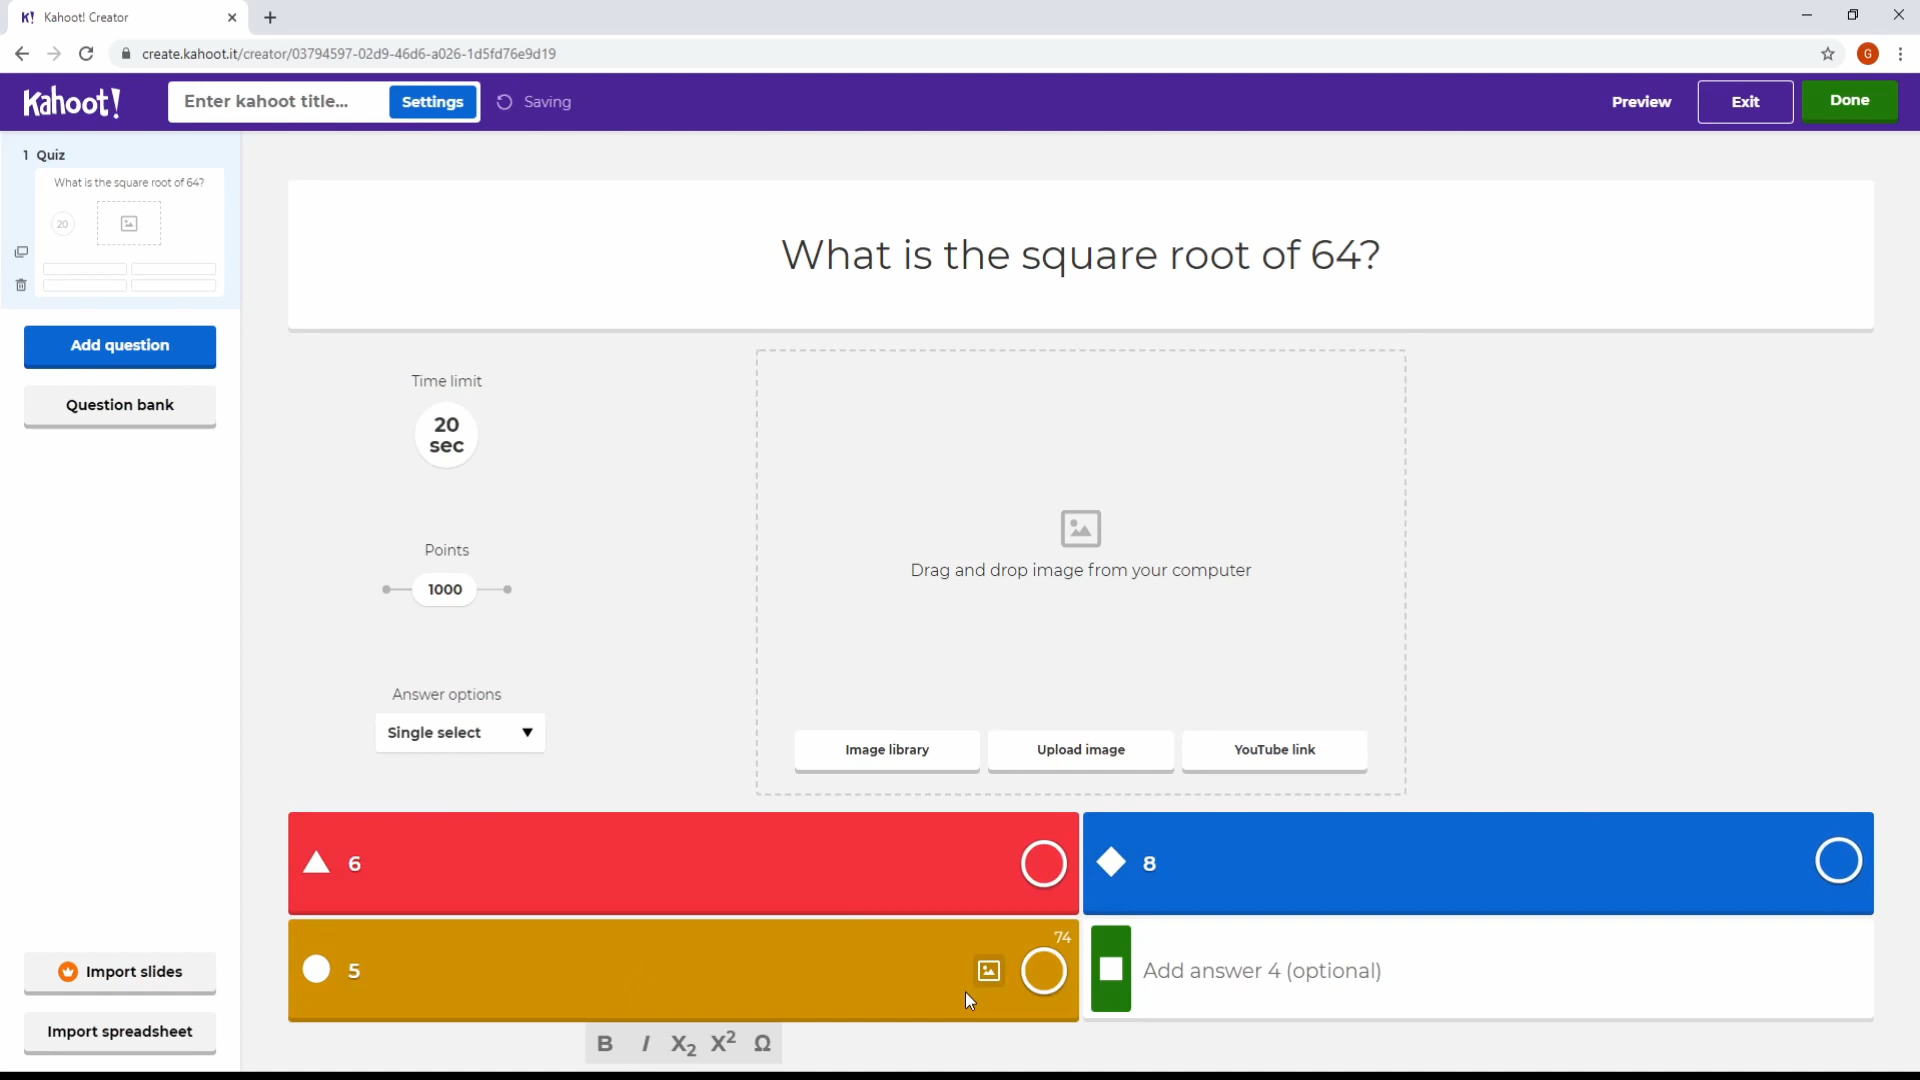 K! Kahoot! Creator
create.kahoot.it/creator/03794597-02d9-46d6-a026-1d5fd76e9d19
G
Kahoot!
Enter kahoot title...
Settings
Saving
Preview
Exit
Done
1 Quiz
What is the square root of 64?
20
Add question
Question bank
Import slides
Import spreadsheet
What is the square root of 64?
Time limit
20
sec
Points
1000
Answer options
Single select
Drag and drop image from your computer
Image library
Upload image
YouTube link
6
8
74
5
Add answer 4 (optional)
B I X₂ X² Ω